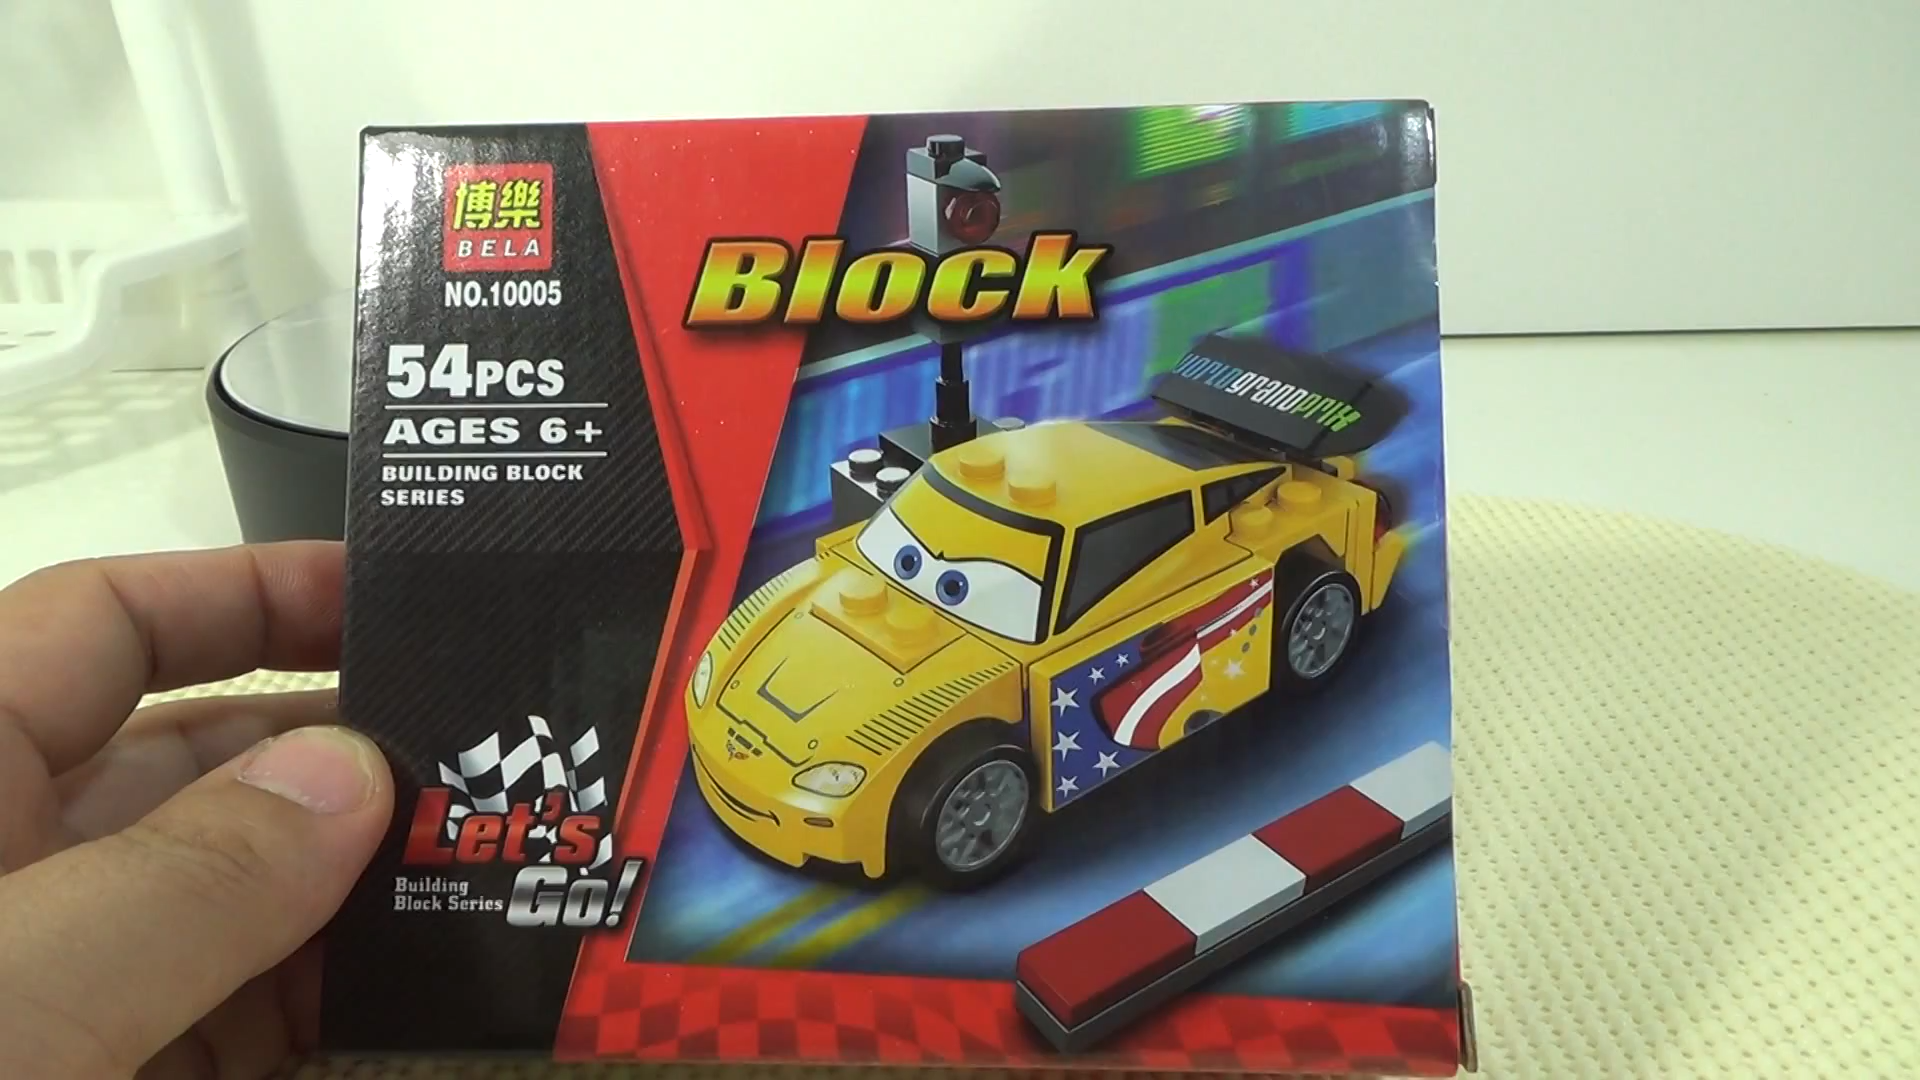 博樂
BELA
NO.10005
54PCS
AGES 6+
BUILDING BLOCK
SERIES
Block
worldgrandprix
Let's
Go!
Building
Block Series